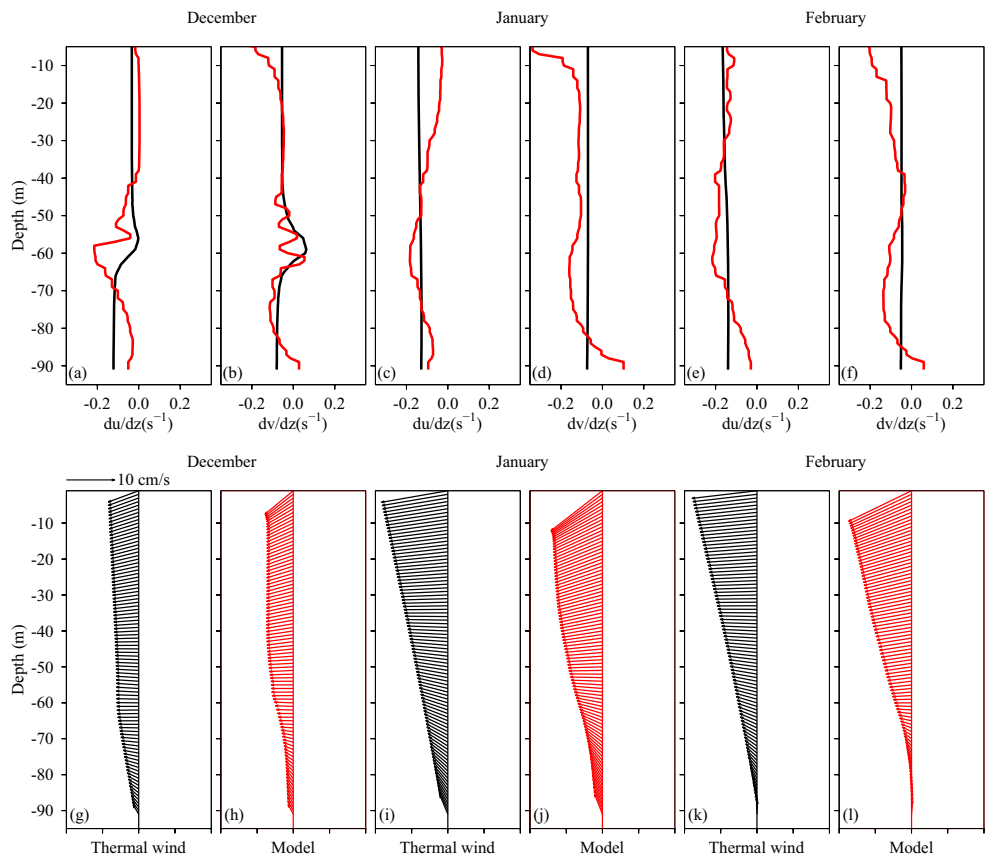 December January February
Depth (m)
-10
-20
-30
-40
-50
-60
-70
-80
-90
(a) (b) (c) (d) (e) (f)
-0.2 0.0 0.2 -0.2 0.0 0.2 -0.2 0.0 0.2 -0.2 0.0 0.2 -0.2 0.0 0.2 -0.2 0.0 0.2
du/dz(s⁻¹) dv/dz(s⁻¹) du/dz(s⁻¹) dv/dz(s⁻¹) du/dz(s⁻¹) dv/dz(s⁻¹)
December January February
10 cm/s
Depth (m)
-10
-20
-30
-40
-50
-60
-70
-80
-90
(g) (h) (i) (j) (k) (l)
Thermal wind Model Thermal wind Model Thermal wind Model